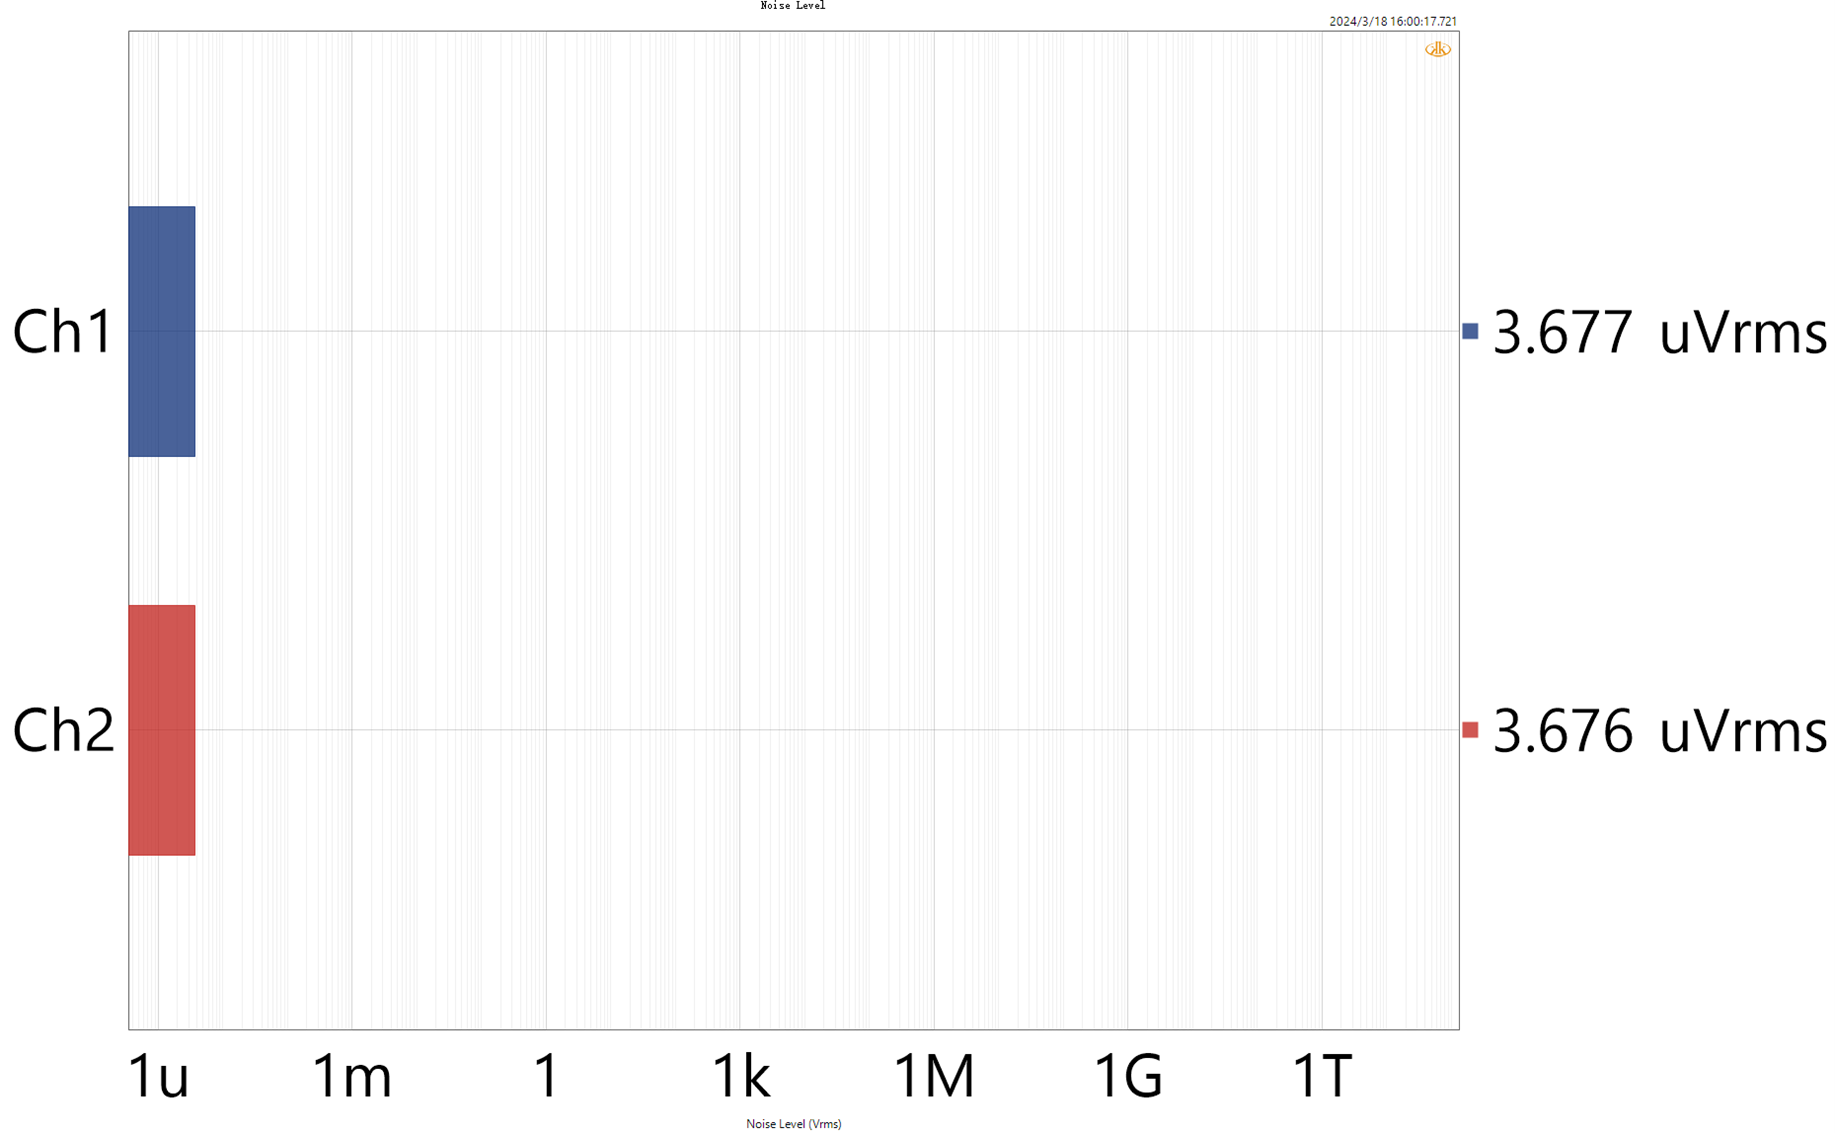 Noise Level
2024/3/18 16:00:17.721
Ch1
3.677 uVrms
Ch2
3.676 uVrms
1u 1m 1 1k 1M 1G 1T
Noise Level (Vrms)